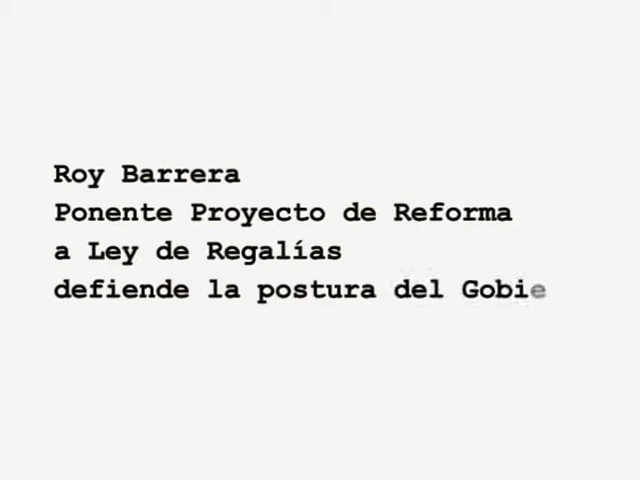 Roy Barrera
Ponente Proyecto de Reforma
a Ley de Regalías
defiende la postura del Gobie